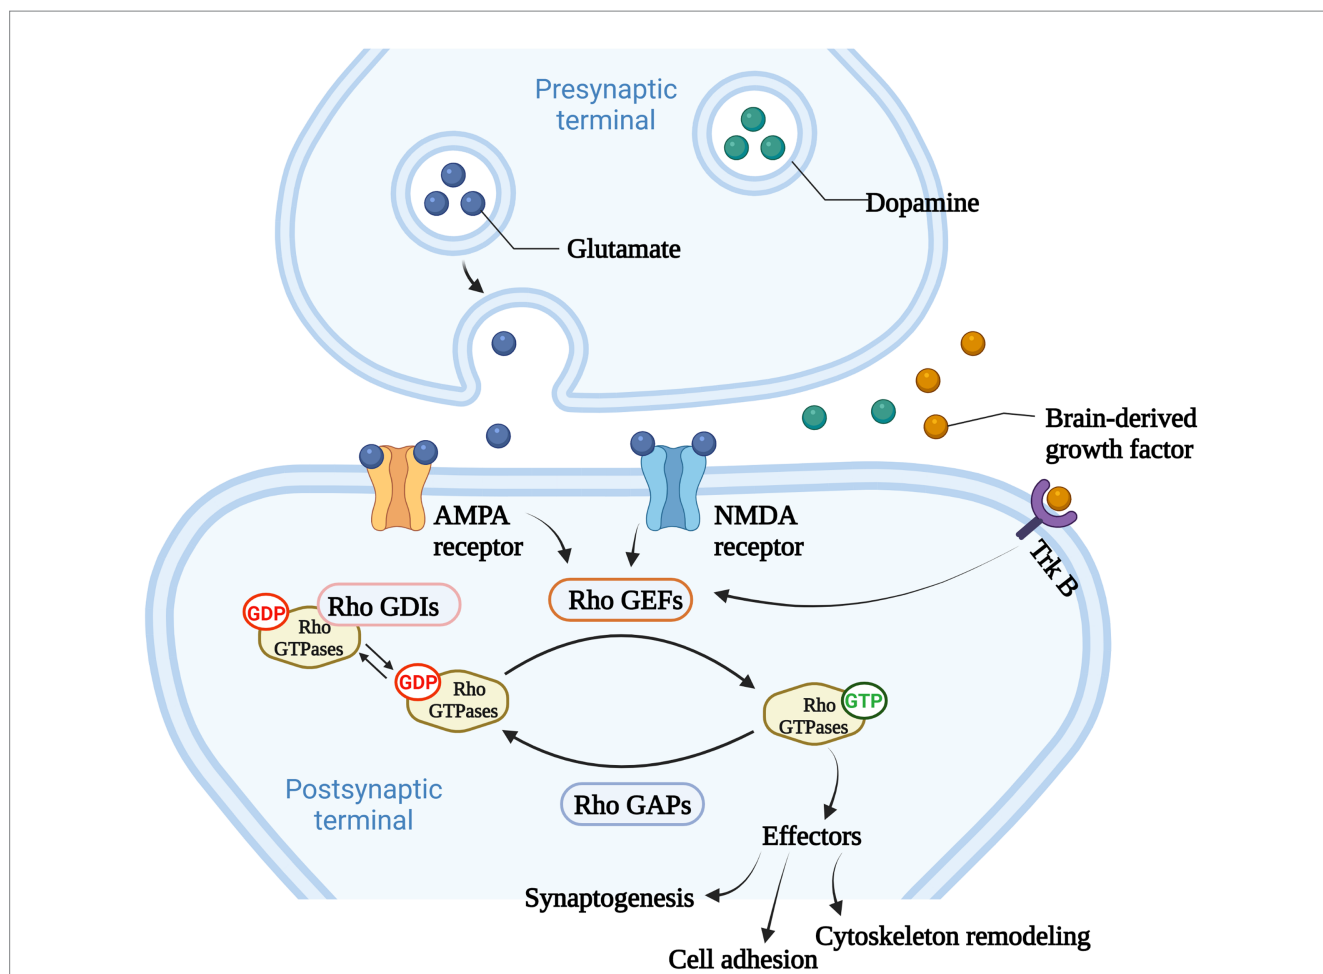 Presynaptic
terminal
Dopamine
Glutamate
Brain-derived
growth factor
AMPA
receptor
NMDA
receptor
Trk B
Rho GEFs
Rho GDIs
GDP
Rho
GTPases
GDP
Rho
GTPases
Rho
GTPases
GTP
Rho GAPs
Postsynaptic
terminal
Effectors
Synaptogenesis
Cytoskeleton remodeling
Cell adhesion